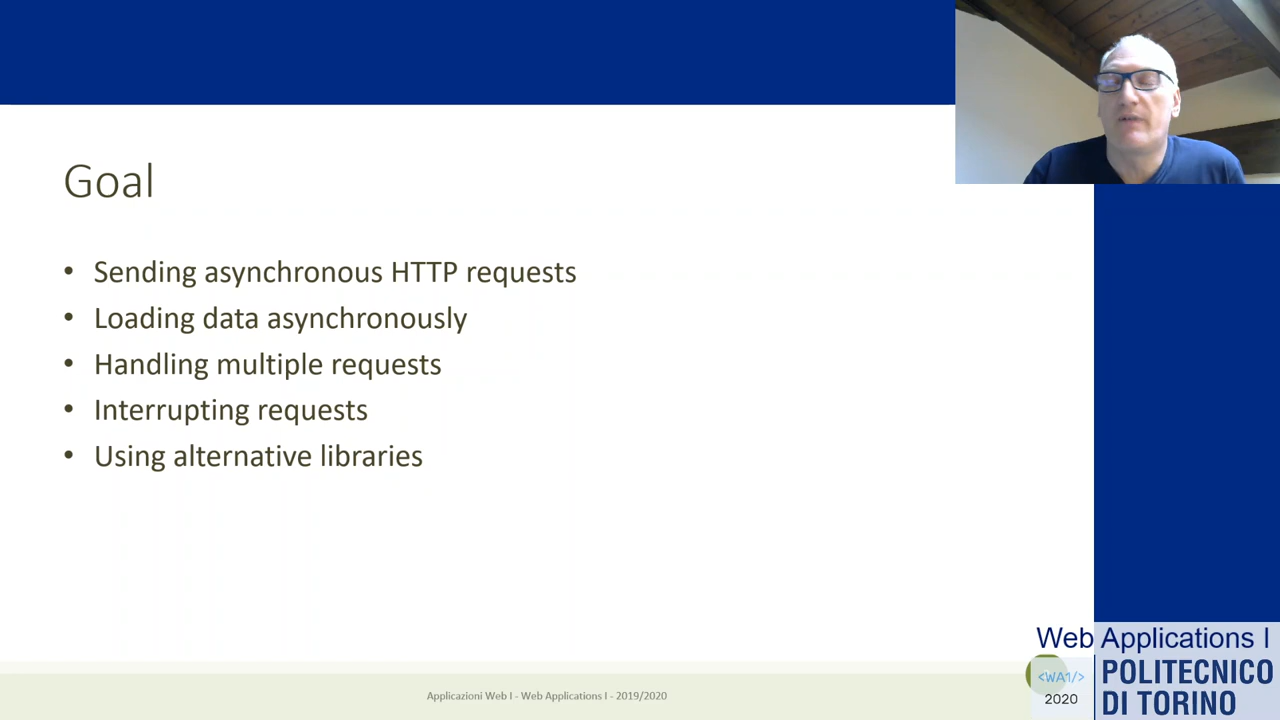 Goal
• Sending asynchronous HTTP requests
• Loading data asynchronously
• Handling multiple requests
• Interrupting requests
• Using alternative libraries
Applicazioni Web I - Web Applications I - 2019/2020
Web Applications I
<WA1/>
2020
POLITECNICO
DI TORINO